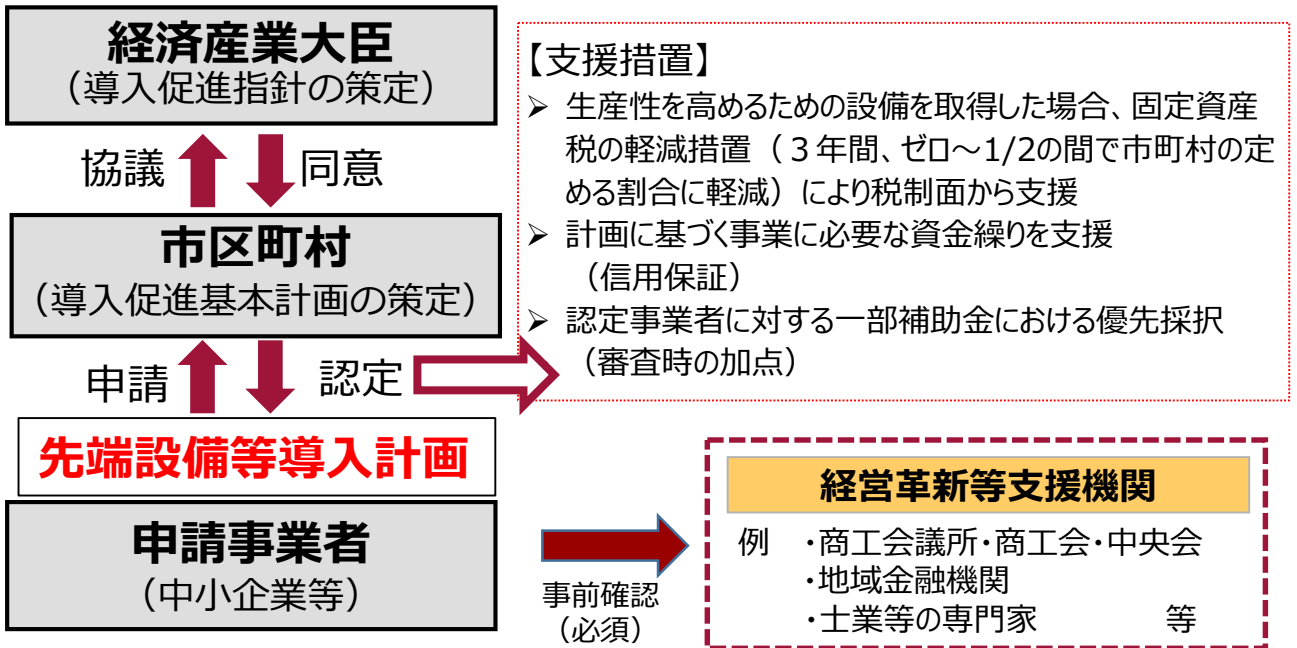 経済産業大臣
（導入促進指針の策定）
協議
同意
市区町村
（導入促進基本計画の策定）
申請
認定
先端設備等導入計画
申請事業者
（中小企業等）
【支援措置】
➢ 生産性を高めるための設備を取得した場合、固定資産
税の軽減措置（３年間、ゼロ～1/2の間で市町村の定
める割合に軽減）により税制面から支援
➢ 計画に基づく事業に必要な資金繰りを支援
（信用保証）
➢ 認定事業者に対する一部補助金における優先採択
（審査時の加点）
事前確認
（必須）
経営革新等支援機関
例 ・商工会議所・商工会・中央会
・地域金融機関
・士業等の専門家 等